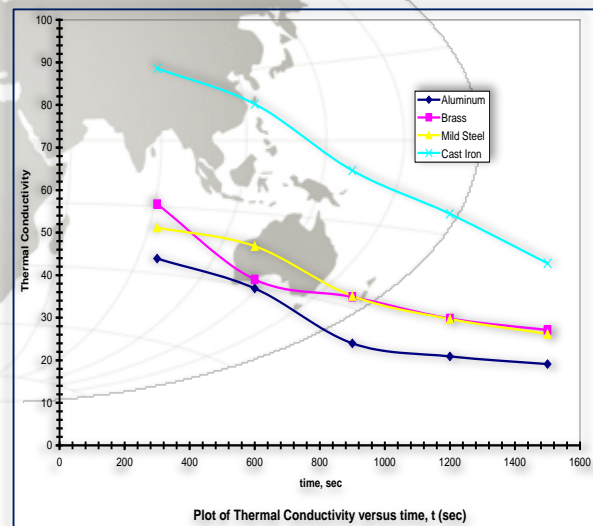 100
90
80
70
60
50
40
30
20
10
0
Thermal Conductivity
Aluminum
Brass
Mild Steel
Cast Iron
0 200 400 600 800 1000 1200 1400 1600
time, sec
Plot of Thermal Conductivity versus time, t (sec)